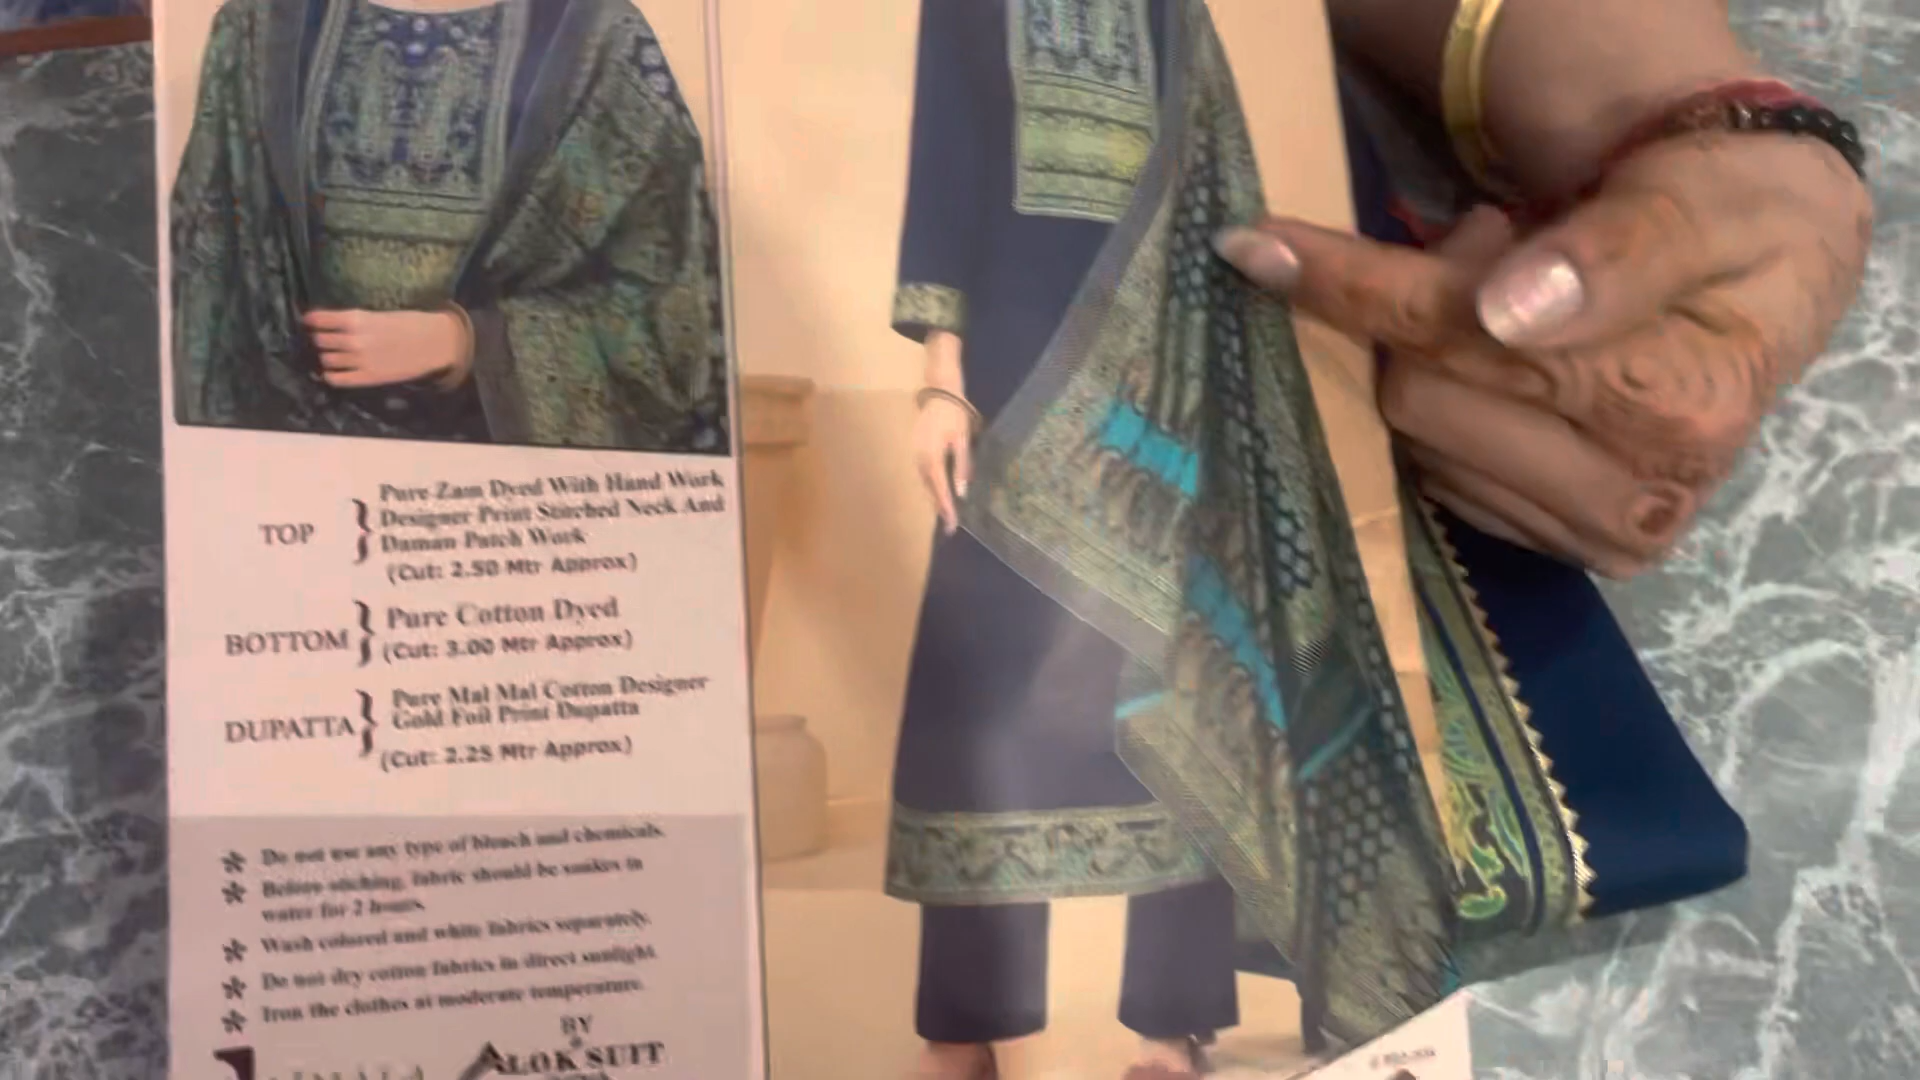 TOP
Pure Zam Dyed With Hand Work
Designer Print Stitched Neck And
Daman Patch Work
(Cut: 2.50 Mtr Approx)
BOTTOM
Pure Cotton Dyed
(Cut: 3.00 Mtr Approx)
DUPATTA
Pure Mal Mal Cotton Designer
Gold Foil Print Dupatta
(Cut: 2.25 Mtr Approx)
* Do not use any type of bleach and chemicals.
* Before stiching, fabric should be soakes in
water for 2 hours.
* Wash colored and white fabrics separately.
* Do not dry cotton fabrics in direct sunlight.
* Iron the clothes at moderate temperature.
BY
ALOK SUIT